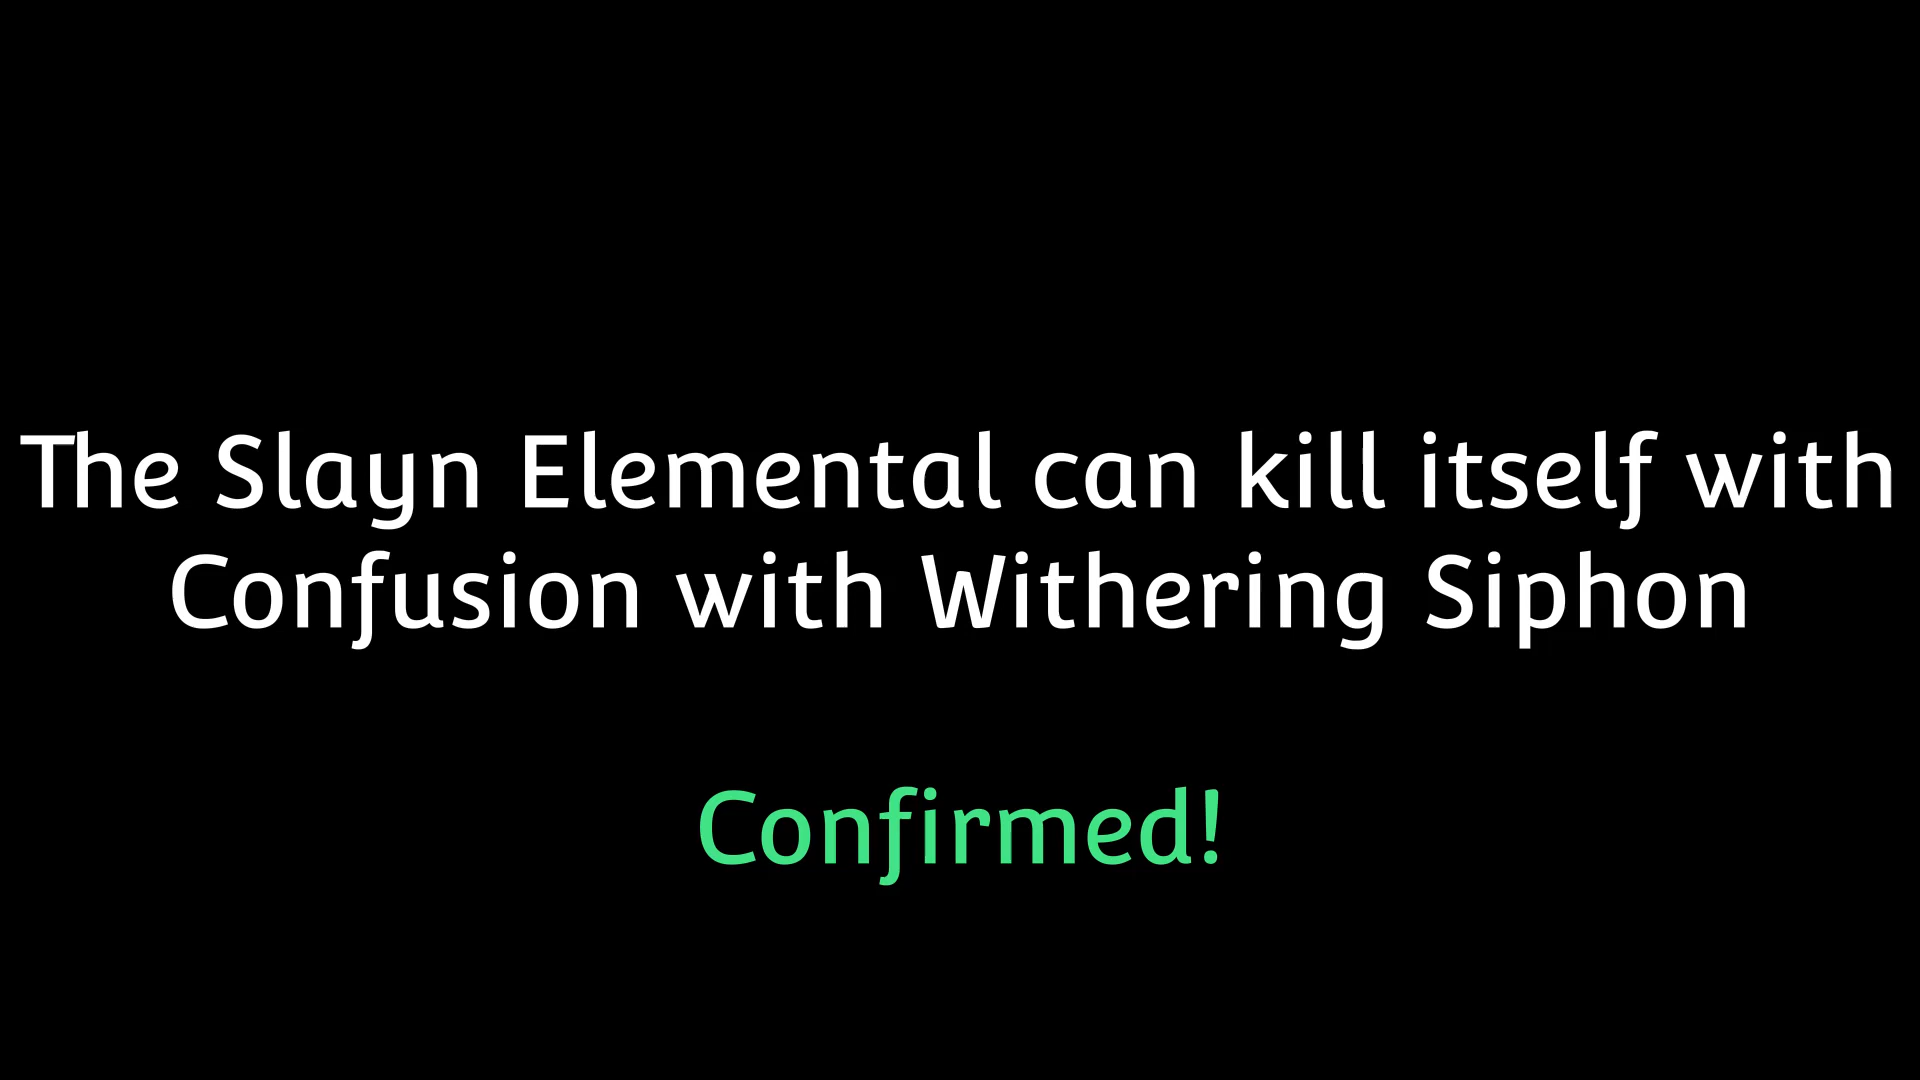 The Slayn Elemental can kill itself with
Confusion with Withering Siphon
Confirmed!